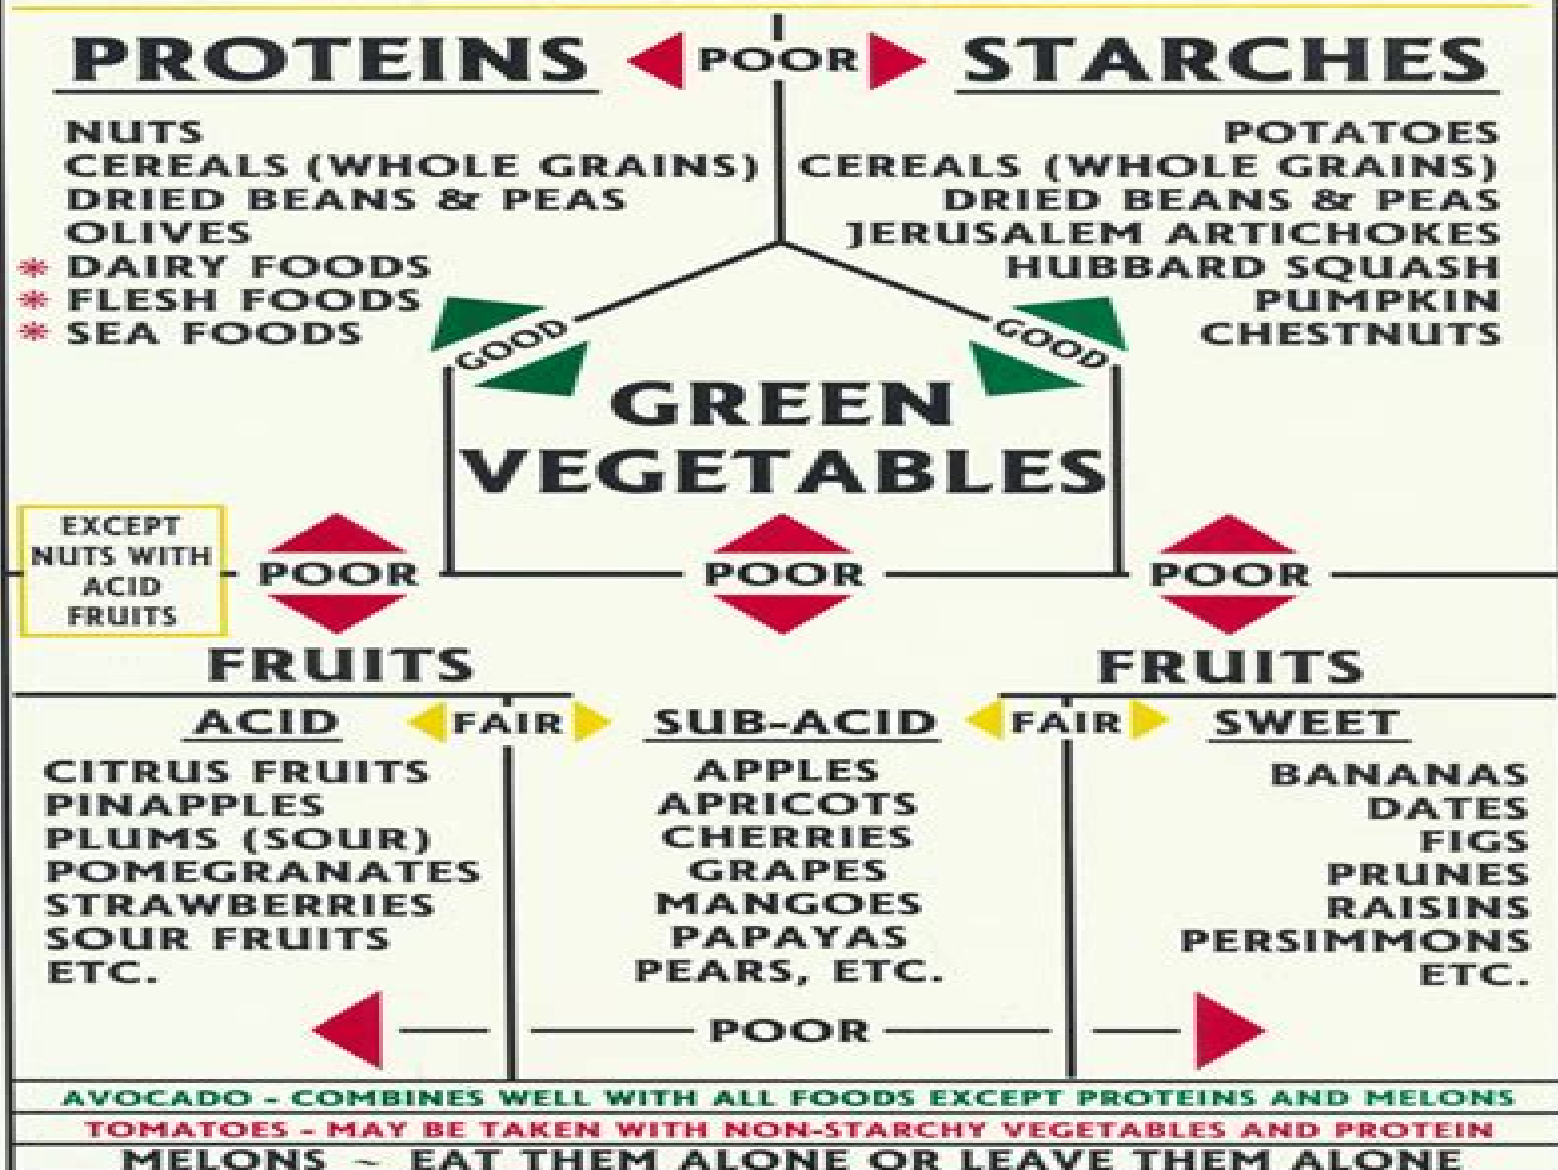 PROTEINS POOR STARCHES
NUTS
CEREALS (WHOLE GRAINS)
DRIED BEANS & PEAS
OLIVES
* DAIRY FOODS
* FLESH FOODS
* SEA FOODS
POTATOES
CEREALS (WHOLE GRAINS)
DRIED BEANS & PEAS
JERUSALEM ARTICHOKES
HUBBARD SQUASH
PUMPKIN
CHESTNUTS
GOOD GOOD
GREEN
VEGETABLES
EXCEPT
NUTS WITH
ACID
FRUITS
POOR POOR POOR
FRUITS FRUITS
ACID FAIR SUB-ACID FAIR SWEET
CITRUS FRUITS
PINAPPLES
PLUMS (SOUR)
POMEGRANATES
STRAWBERRIES
SOUR FRUITS
ETC.
APPLES
APRICOTS
CHERRIES
GRAPES
MANGOES
PAPAYAS
PEARS, ETC.
BANANAS
DATES
FIGS
PRUNES
RAISINS
PERSIMMONS
ETC.
POOR
AVOCADO - COMBINES WELL WITH ALL FOODS EXCEPT PROTEINS AND MELONS
TOMATOES - MAY BE TAKEN WITH NON-STARCHY VEGETABLES AND PROTEIN
MELONS ~ EAT THEM ALONE OR LEAVE THEM ALONE